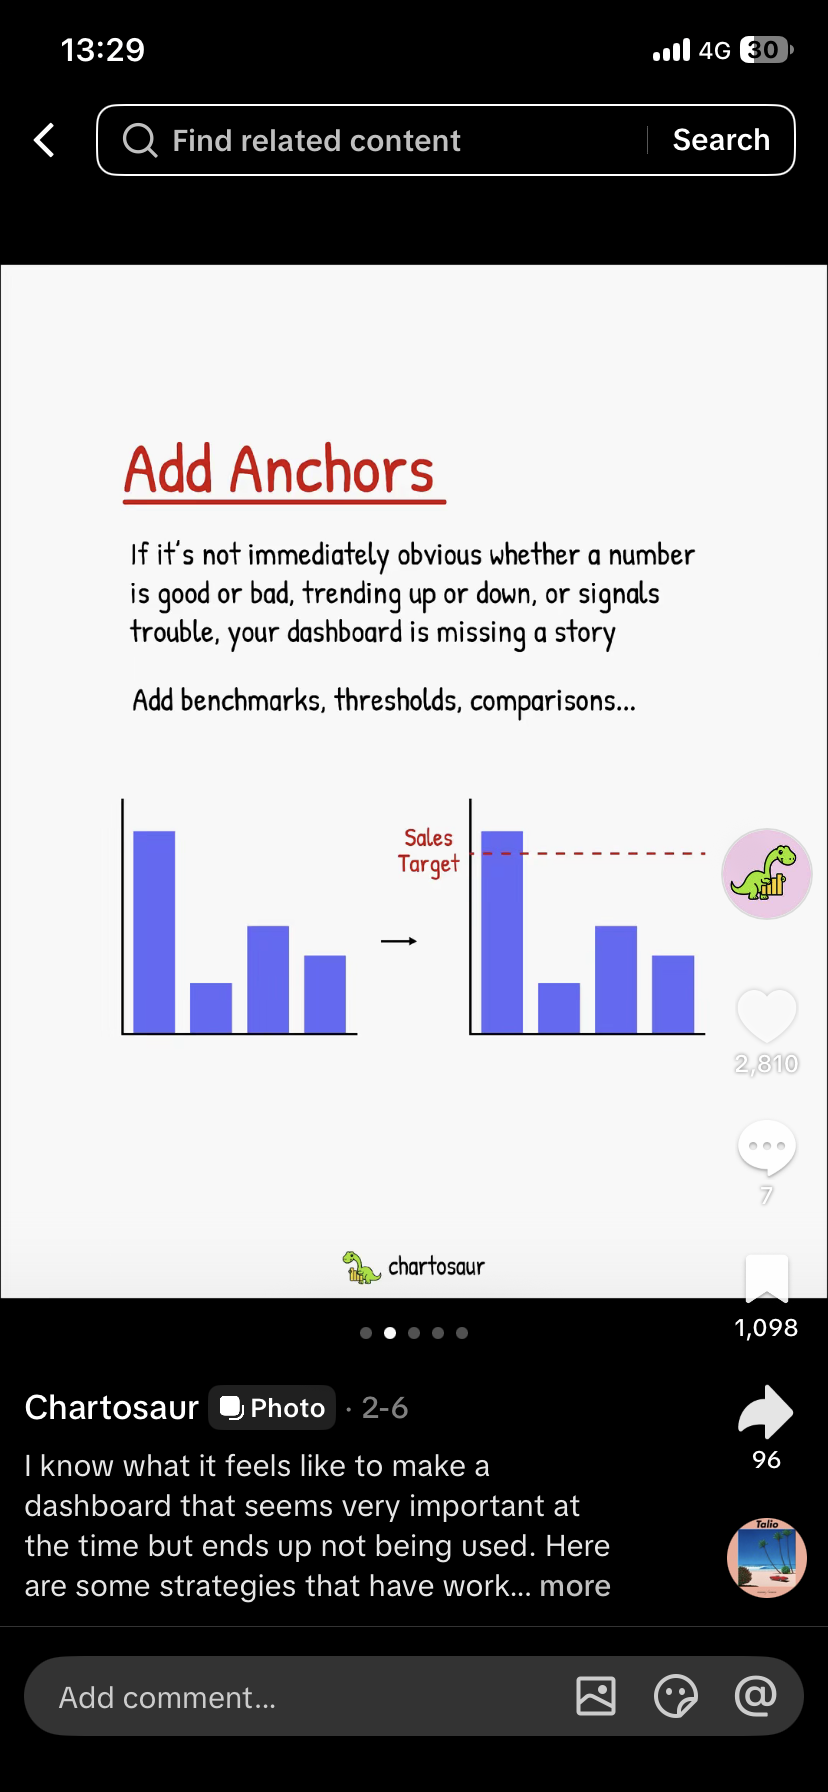 13:29
4G 30
Find related content
Search
Add Anchors
If it's not immediately obvious whether a number
is good or bad, trending up or down, or signals
trouble, your dashboard is missing a story
Add benchmarks, thresholds, comparisons...
Sales
Target
2,810
7
chartosaur
1,098
Chartosaur Photo · 2-6
96
I know what it feels like to make a
dashboard that seems very important at
the time but ends up not being used. Here
are some strategies that have work... more
Talio
Add comment...